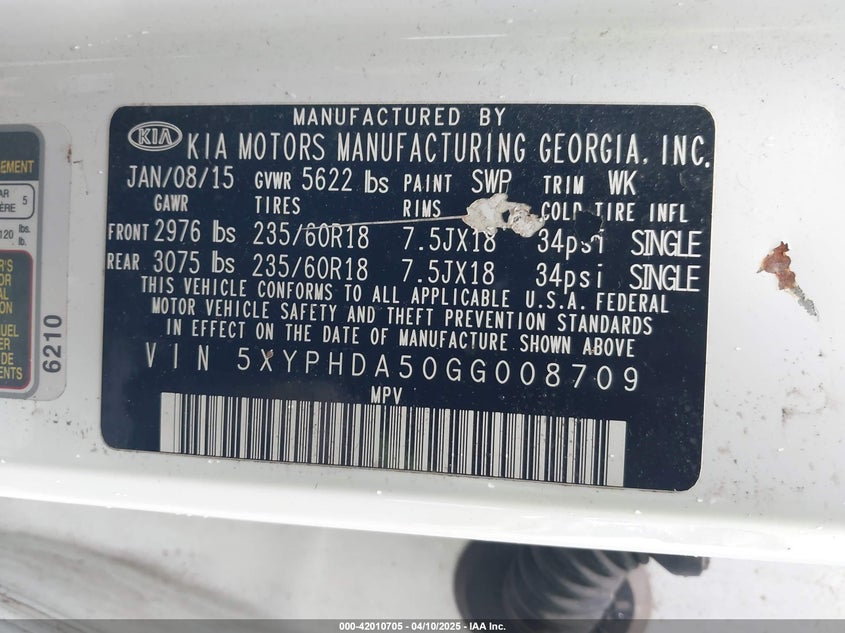 MANUFACTURED BY
KIA KIA MOTORS MANUFACTURING GEORGIA, INC.
JAN/08/15 GVWR 5622 lbs PAINT SWP TRIM WK
GAWR TIRES RIMS COLD TIRE INFL
FRONT 2976 lbs 235/60R18 7.5JX18 34psi SINGLE
REAR 3075 lbs 235/60R18 7.5JX18 34psi SINGLE
THIS VEHICLE CONFORMS TO ALL APPLICABLE U.S.A. FEDERAL
MOTOR VEHICLE SAFETY AND THEFT PREVENTION STANDARDS
IN EFFECT ON THE DATE OF MANUFACTURE SHOWN ABOVE
VIN 5XYPHDA50GG008709
MPV
5
120 lbs.
lb.
6210
000-42010705 - 04/10/2025 - IAA Inc.